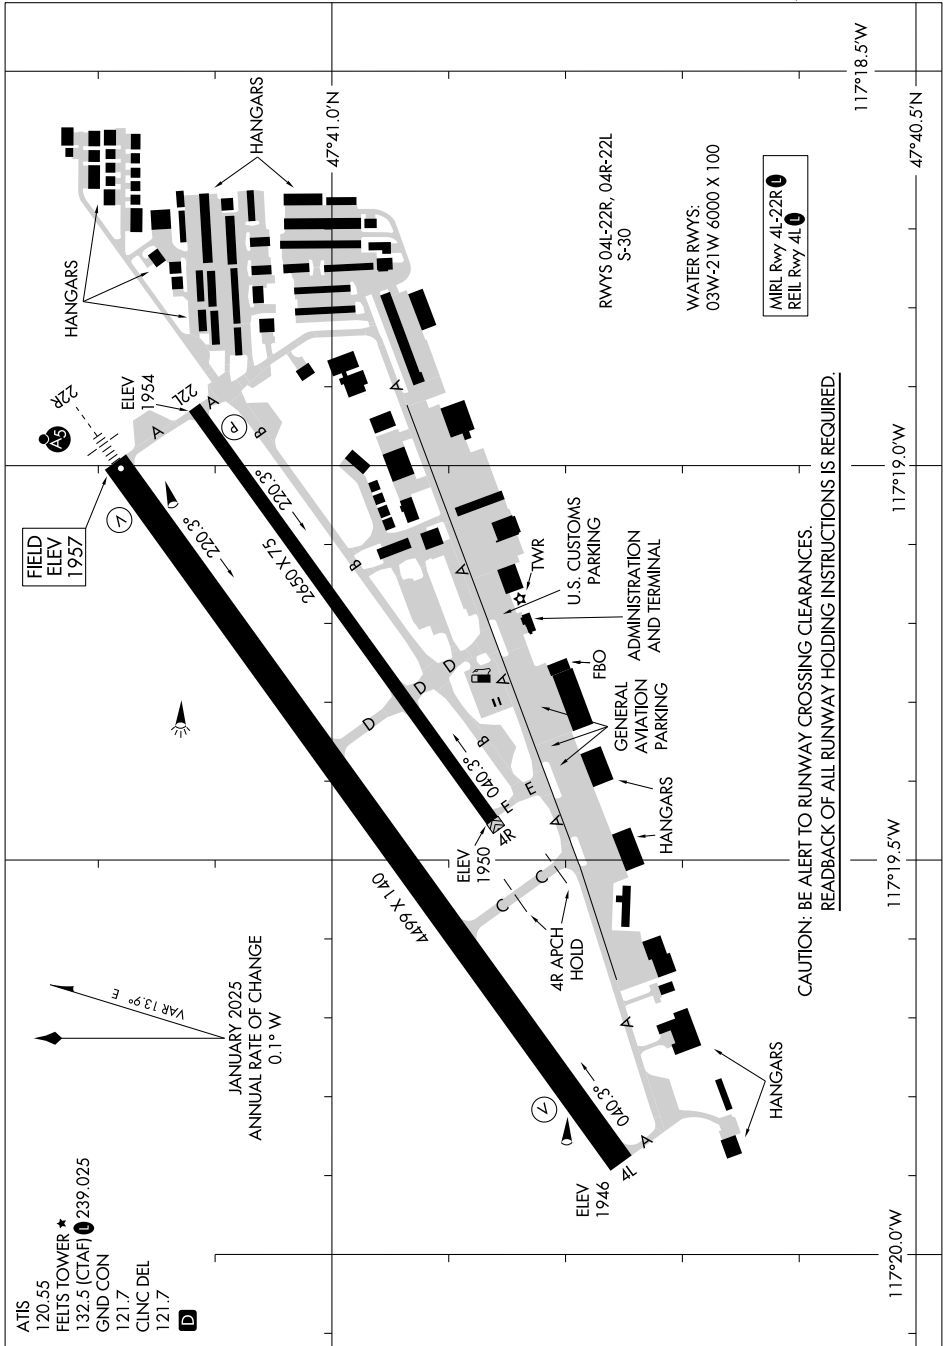 ATIS
120.55
FELTS TOWER ★
132.5 (CTAF) L 239.025
GND CON
121.7
CLNC DEL
121.7
D
JANUARY 2025
ANNUAL RATE OF CHANGE
0.1° W
VAR 13.9° E
FIELD
ELEV
1957
A5
22R
V
220.3°
4499 X 140
040.3°
V
4L
ELEV
1946
ELEV
1954
22L
P
220.3°
2650 X 75
040.3°
4R
ELEV
1950
4R APCH
HOLD
HANGARS
HANGARS
A
A
B
B
B
D
D
D
E
E
C
C
A
A
A
A
A
A
TWR
U.S. CUSTOMS
PARKING
ADMINISTRATION
AND TERMINAL
FBO
GENERAL
AVIATION
PARKING
HANGARS
HANGARS
RWYS 04L-22R, 04R-22L
S-30
WATER RWYS:
03W-21W 6000 X 100
MIRL Rwy 4L-22R L
REIL Rwy 4L L
CAUTION: BE ALERT TO RUNWAY CROSSING CLEARANCES.
READBACK OF ALL RUNWAY HOLDING INSTRUCTIONS IS REQUIRED.
47°41.0'N
47°40.5'N
117°20.0'W
117°19.5'W
117°19.0'W
117°18.5'W